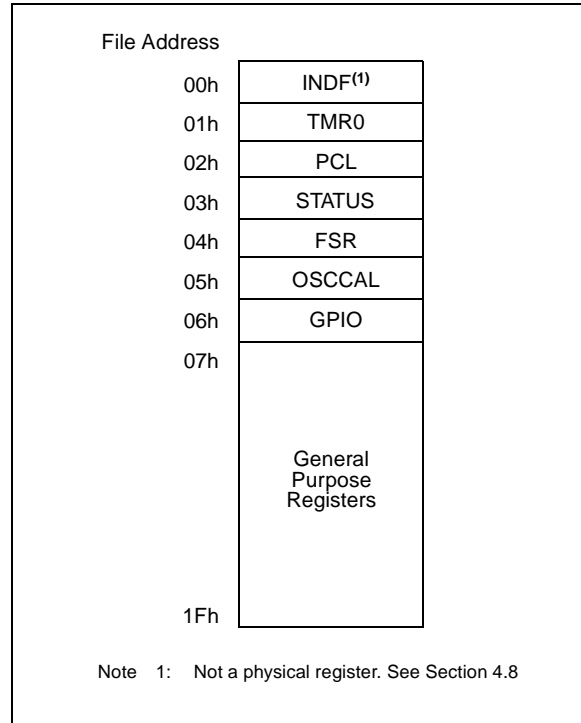 File Address
00h INDF(1)
01h TMR0
02h PCL
03h STATUS
04h FSR
05h OSCCAL
06h GPIO
07h
General
Purpose
Registers
1Fh
Note 1: Not a physical register. See Section 4.8